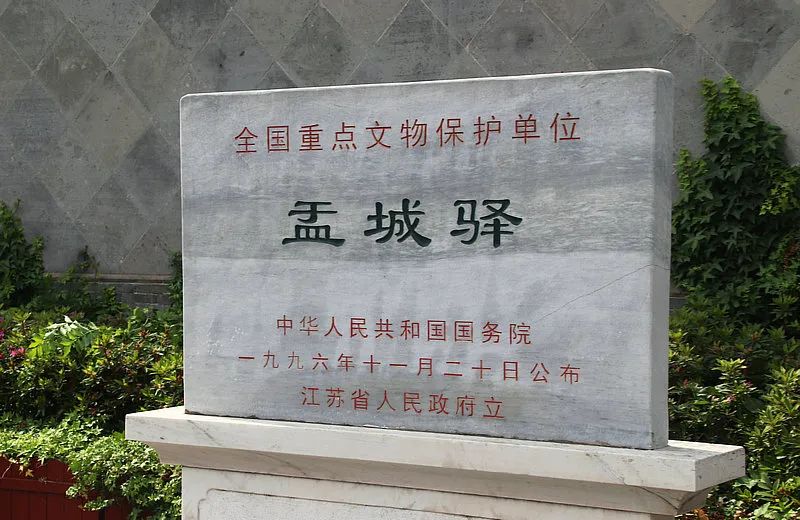 全国重点文物保护单位
盂城驿
中华人民共和国国务院
一九九六年十一月二十日公布
江苏省人民政府立